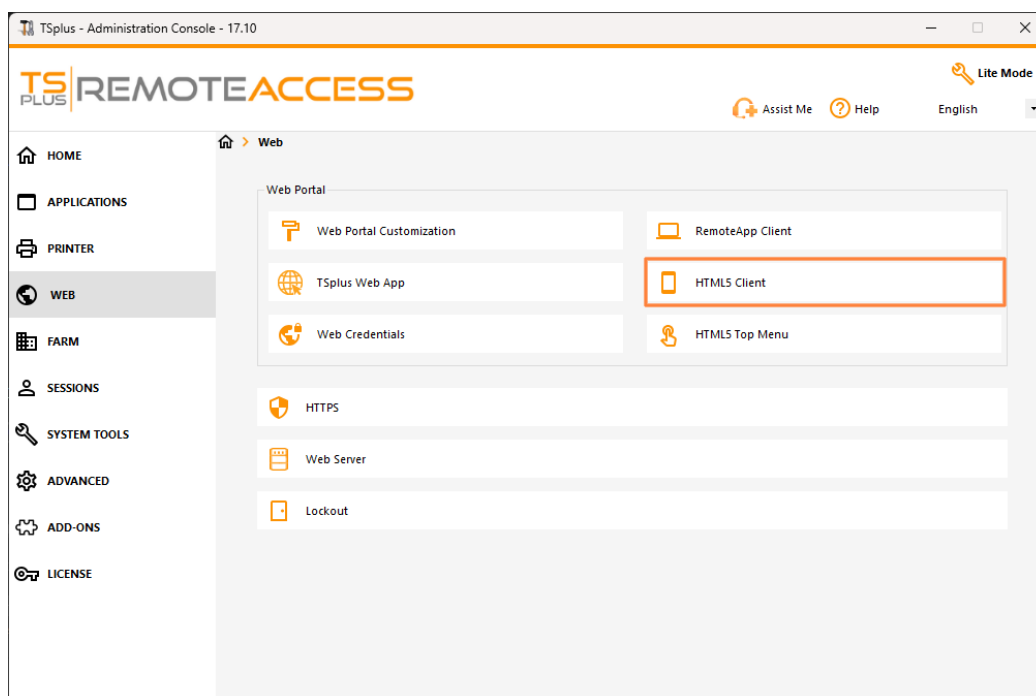 TSplus - Administration Console - 17.10
TS PLUS REMOTEACCESS
Lite Mode
Assist Me
Help
English
HOME
APPLICATIONS
PRINTER
WEB
FARM
SESSIONS
SYSTEM TOOLS
ADVANCED
ADD-ONS
LICENSE
Web
Web Portal
Web Portal Customization
RemoteApp Client
TSplus Web App
HTML5 Client
Web Credentials
HTML5 Top Menu
HTTPS
Web Server
Lockout